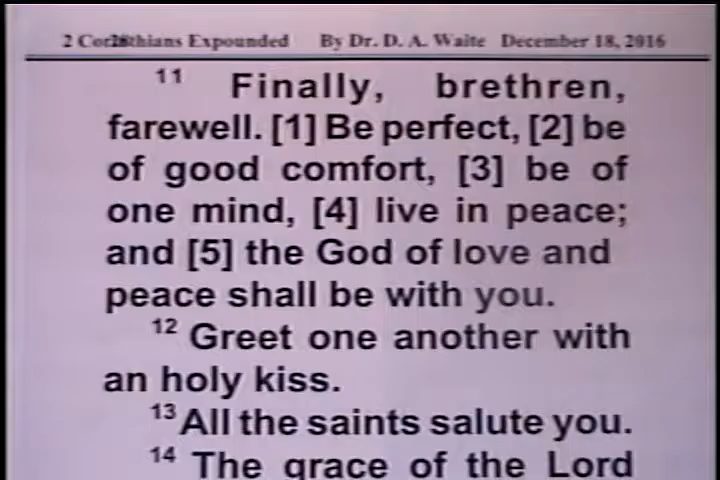 2 Corinthians Expounded By Dr. D. A. Waite December 18, 2016
11 Finally, brethren,
farewell. [1] Be perfect, [2] be
of good comfort, [3] be of
one mind, [4] live in peace;
and [5] the God of love and
peace shall be with you.
12 Greet one another with
an holy kiss.
13 All the saints salute you.
14 The grace of the Lord